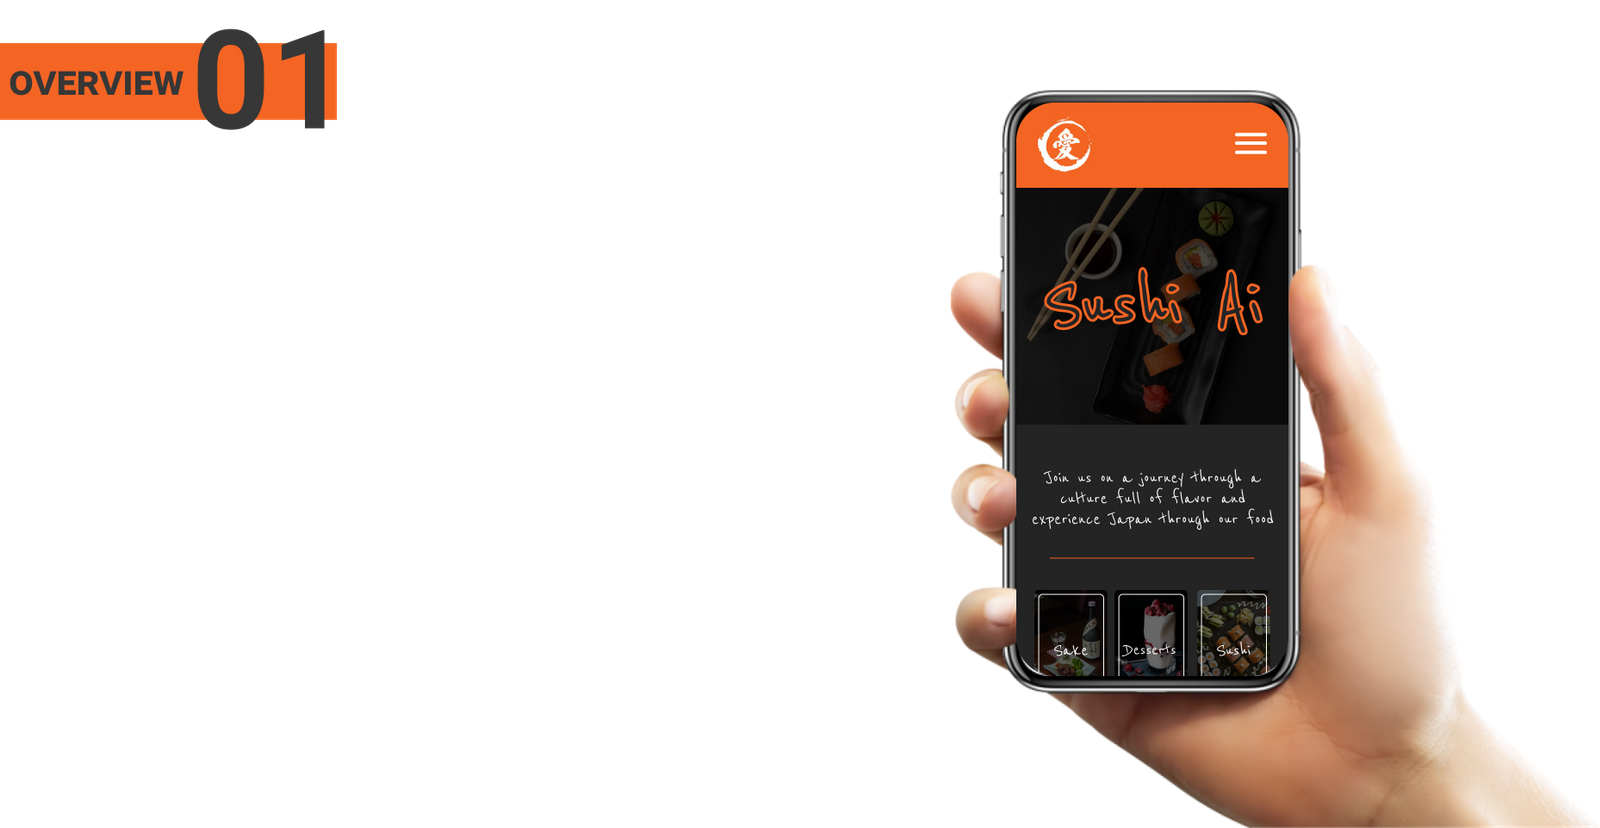 OVERVIEW 01
愛
Sushi Ai
Join us on a journey through a
culture full of flavor and
experience Japan through our food
Sake
Desserts
Sushi